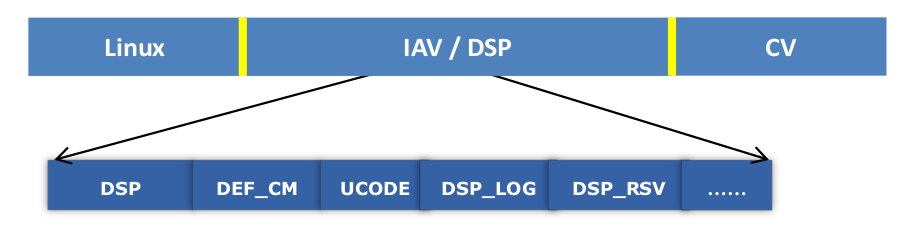 Linux IAV / DSP CV
DSP DEF_CM UCODE DSP_LOG DSP_RSV ......